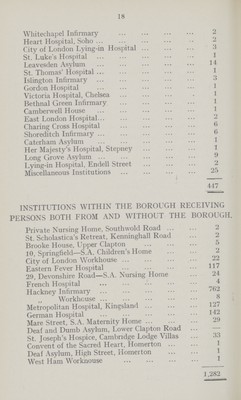 18
Whitechapel Infirmary ... ... ... ... ... 2
Heart Hospital, Soho ... ... ... ... ... 2
City of London Lying-in Hospital ... ... ... 3
St. Luke's Hospital ... ... ... ... ... 1
Leavesden Asylum ... ... ... ... ... 14
St. Thomas' Hospital ... ... ... ... ... 1
Islington Infirmary ... ... ... ... ... 3
Gordon Hospital ... ... ... ... ... 1
Victoria Hospital, Chelsea ... ... ... ... 1
Bethnal Green Infirmary ... ... ... ... 1
Camberwell House ... ... ... ... ... 1
East London Hospital ... ... ... ... ... 2
Charing Cross Hospital ... ... ... ... ... 6
Shoreditch Infirmary ... ... ... ... ... 6
Caterham Asylum ... ... ... ... ... 1
Her Majesty's Hospital, Stepney ... ... ... 1
Long Grove Asylum ... ... ... ... ... 9
Lying-in Hospital, Endell Street ... ... ... 2
Miscellaneous Institutions ... ... ... ... 25
417
INSTITUTIONS WITHIN THE BOROUGH RECEIVING
PERSONS BOTH FROM AND WITHOUT THE BOROUGH.
Private Nursing Home, Southwold Road ... ... 2
St. Scholastica's Retreat, Kenninghall Road ... 2
Brooke House, Upper Clapton ... ... ... 5
10, Springfield—S.A. Children's Home ... ... 2
City of London Workhouse ... ... ... ... 22
Eastern Fever Hospital ... ... ... ... 117
29, Devonshire Road—S.A. Nursing Home ... 24
French Hospital ... ... ... ... ... 4
Hackney Infirmary ... ... ... ... ... 762
„ Workhouse ... ... ... ... ... 8
Metropolitan Hospital, Kingsland ... ... ... 127
German Hospital ... ... ... ... ... 142
Mare Street, S.A. Maternity Home ... ... ... 29
Deaf and Dumb Asylum, Lower Clapton Road ...
St. Joseph's Hospice, Cambridge Lodge Villas ... 33
Convent of the Sacred Heart, Homerton ... ... 1
Deaf Asylum, High Street, Homerton ... ... 1
West Ham Workhouse ... ... ... ... 1
1,282